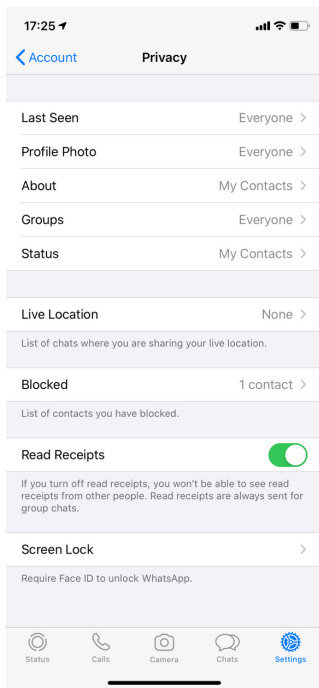 17:25
Account
Privacy
Last Seen Everyone
Profile Photo Everyone
About My Contacts
Groups Everyone
Status My Contacts
Live Location None
List of chats where you are sharing your live location.
Blocked 1 contact
List of contacts you have blocked.
Read Receipts
If you turn off read receipts, you won't be able to see read
receipts from other people. Read receipts are always sent for
group chats.
Screen Lock
Require Face ID to unlock WhatsApp.
Status Calls Camera Chats Settings